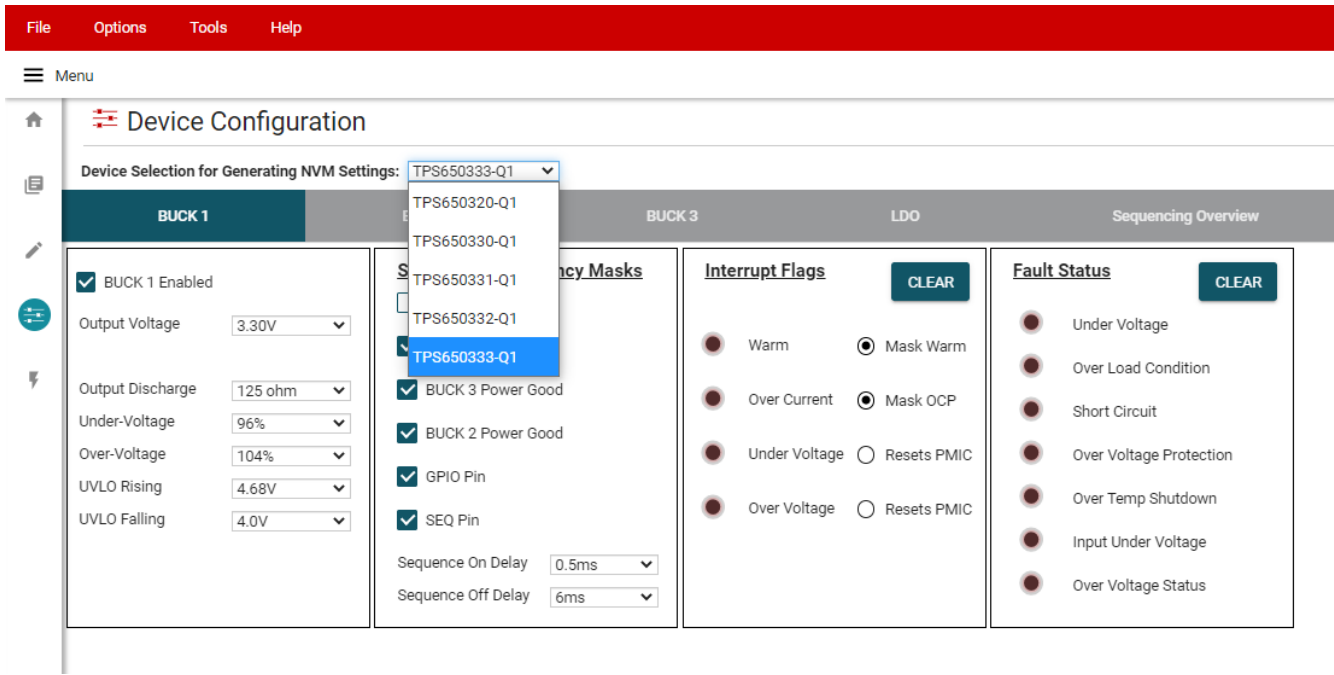 File Options Tools Help
Menu
Device Configuration
Device Selection for Generating NVM Settings: TPS650333-Q1
TPS650320-Q1
TPS650330-Q1
TPS650331-Q1
TPS650332-Q1
TPS650333-Q1
BUCK 1 BUCK 3 LDO Sequencing Overview
BUCK 1 Enabled
Output Voltage 3.30V
Output Discharge 125 ohm
Under-Voltage 96%
Over-Voltage 104%
UVLO Rising 4.68V
UVLO Falling 4.0V
Masks
BUCK 3 Power Good
BUCK 2 Power Good
GPIO Pin
SEQ Pin
Sequence On Delay 0.5ms
Sequence Off Delay 6ms
Interrupt Flags CLEAR
Warm Mask Warm
Over Current Mask OCP
Under Voltage Resets PMIC
Over Voltage Resets PMIC
Fault Status CLEAR
Under Voltage
Over Load Condition
Short Circuit
Over Voltage Protection
Over Temp Shutdown
Input Under Voltage
Over Voltage Status